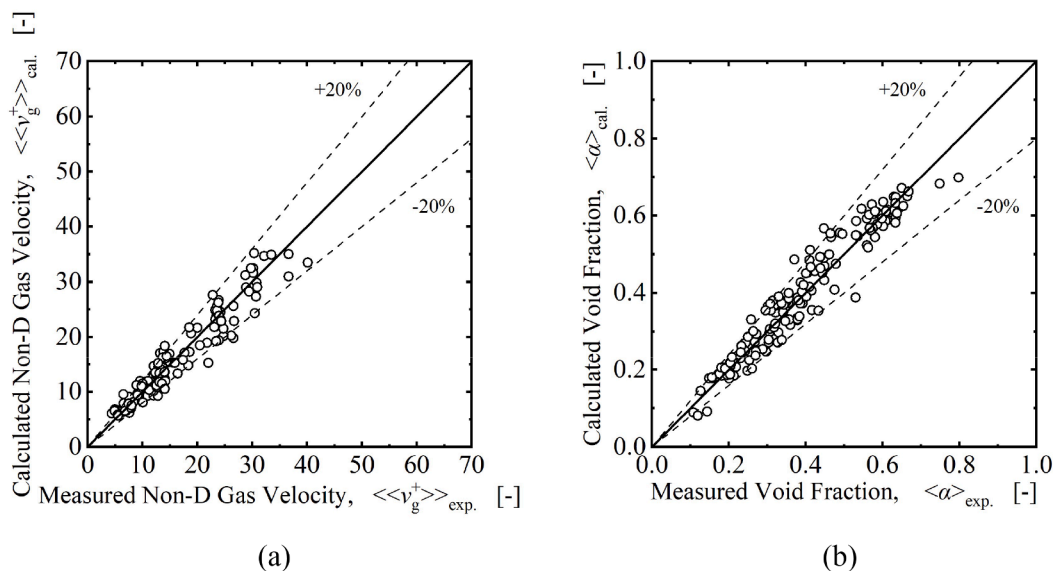 Calculated Non-D Gas Velocity, <<v_g^+>>_cal. [-]
70
60
50
40
30
20
10
0
+20%
-20%
0 10 20 30 40 50 60 70
Measured Non-D Gas Velocity, <<v_g^+>>_exp. [-]
(a)
Calculated Void Fraction, <α>_cal. [-]
1.0
0.8
0.6
0.4
0.2
0.0
+20%
-20%
0.0 0.2 0.4 0.6 0.8 1.0
Measured Void Fraction, <α>_exp. [-]
(b)